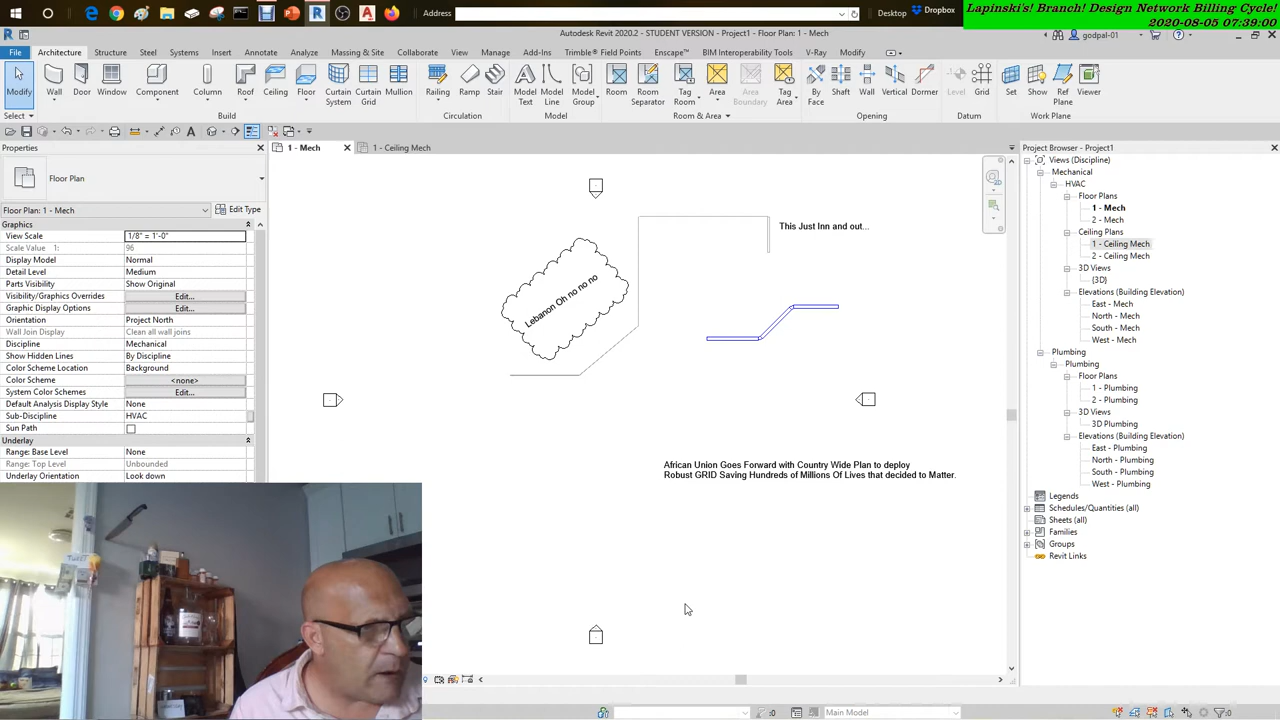 Address
Desktop
Dropbox
Lapinski's! Branch! Design Network Billing Cycle!
2020-08-05 07:39:00
Autodesk Revit 2020.2 - STUDENT VERSION - Project1 - Floor Plan: 1 - Mech
godpal-01
File Architecture Structure Steel Systems Insert Annotate Analyze Massing & Site Collaborate View Manage Add-Ins Trimble® Field Points Enscape™ BIM Interoperability Tools V-Ray Modify
Modify Wall Door Window Component Column Roof Ceiling Floor Curtain System Curtain Grid Mullion Railing Ramp Stair Model Text Model Line Model Group Room Room Separator Tag Room Area Area Boundary Tag Area By Face Shaft Wall Vertical Dormer Level Grid Set Show Ref Plane Viewer
Select Build Circulation Model Room & Area Opening Datum Work Plane
Properties
Floor Plan
Floor Plan: 1 - Mech Edit Type
Graphics
View Scale 1/8" = 1'-0"
Scale Value 1: 96
Display Model Normal
Detail Level Medium
Parts Visibility Show Original
Visibility/Graphics Overrides Edit...
Graphic Display Options Edit...
Orientation Project North
Wall Join Display Clean all wall joins
Discipline Mechanical
Show Hidden Lines By Discipline
Color Scheme Location Background
Color Scheme <none>
System Color Schemes Edit...
Default Analysis Display Style None
Sub-Discipline HVAC
Sun Path
Underlay
Range: Base Level None
Range: Top Level Unbounded
Underlay Orientation Look down
1 - Mech
1 - Ceiling Mech
This Just Inn and out...
Lebanon Oh no no no
African Union Goes Forward with Country Wide Plan to deploy
Robust GRID Saving Hundreds of Millions Of Lives that decided to Matter.
Project Browser - Project1
Views (Discipline)
Mechanical
HVAC
Floor Plans
1 - Mech
2 - Mech
Ceiling Plans
1 - Ceiling Mech
2 - Ceiling Mech
3D Views
{3D}
Elevations (Building Elevation)
East - Mech
North - Mech
South - Mech
West - Mech
Plumbing
Plumbing
Floor Plans
1 - Plumbing
2 - Plumbing
3D Views
3D Plumbing
Elevations (Building Elevation)
East - Plumbing
North - Plumbing
South - Plumbing
West - Plumbing
Legends
Schedules/Quantities (all)
Sheets (all)
Families
Groups
Revit Links
:0
Main Model
:0